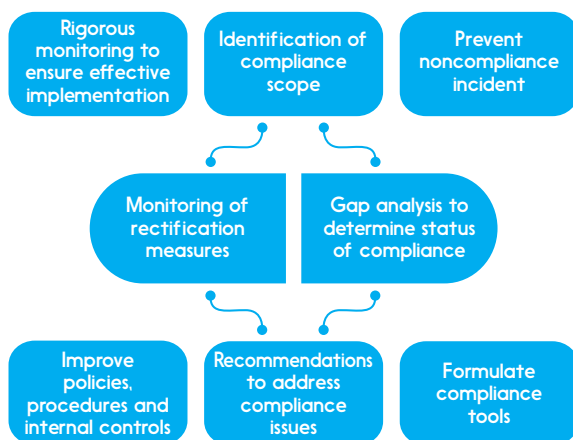 Rigorous
monitoring to
ensure effective
implementation
Identification of
compliance
scope
Prevent
noncompliance
incident
Monitoring of
rectification
measures
Gap analysis to
determine status
of compliance
Improve
policies,
procedures and
internal controls
Recommendations
to address
compliance
issues
Formulate
compliance
tools